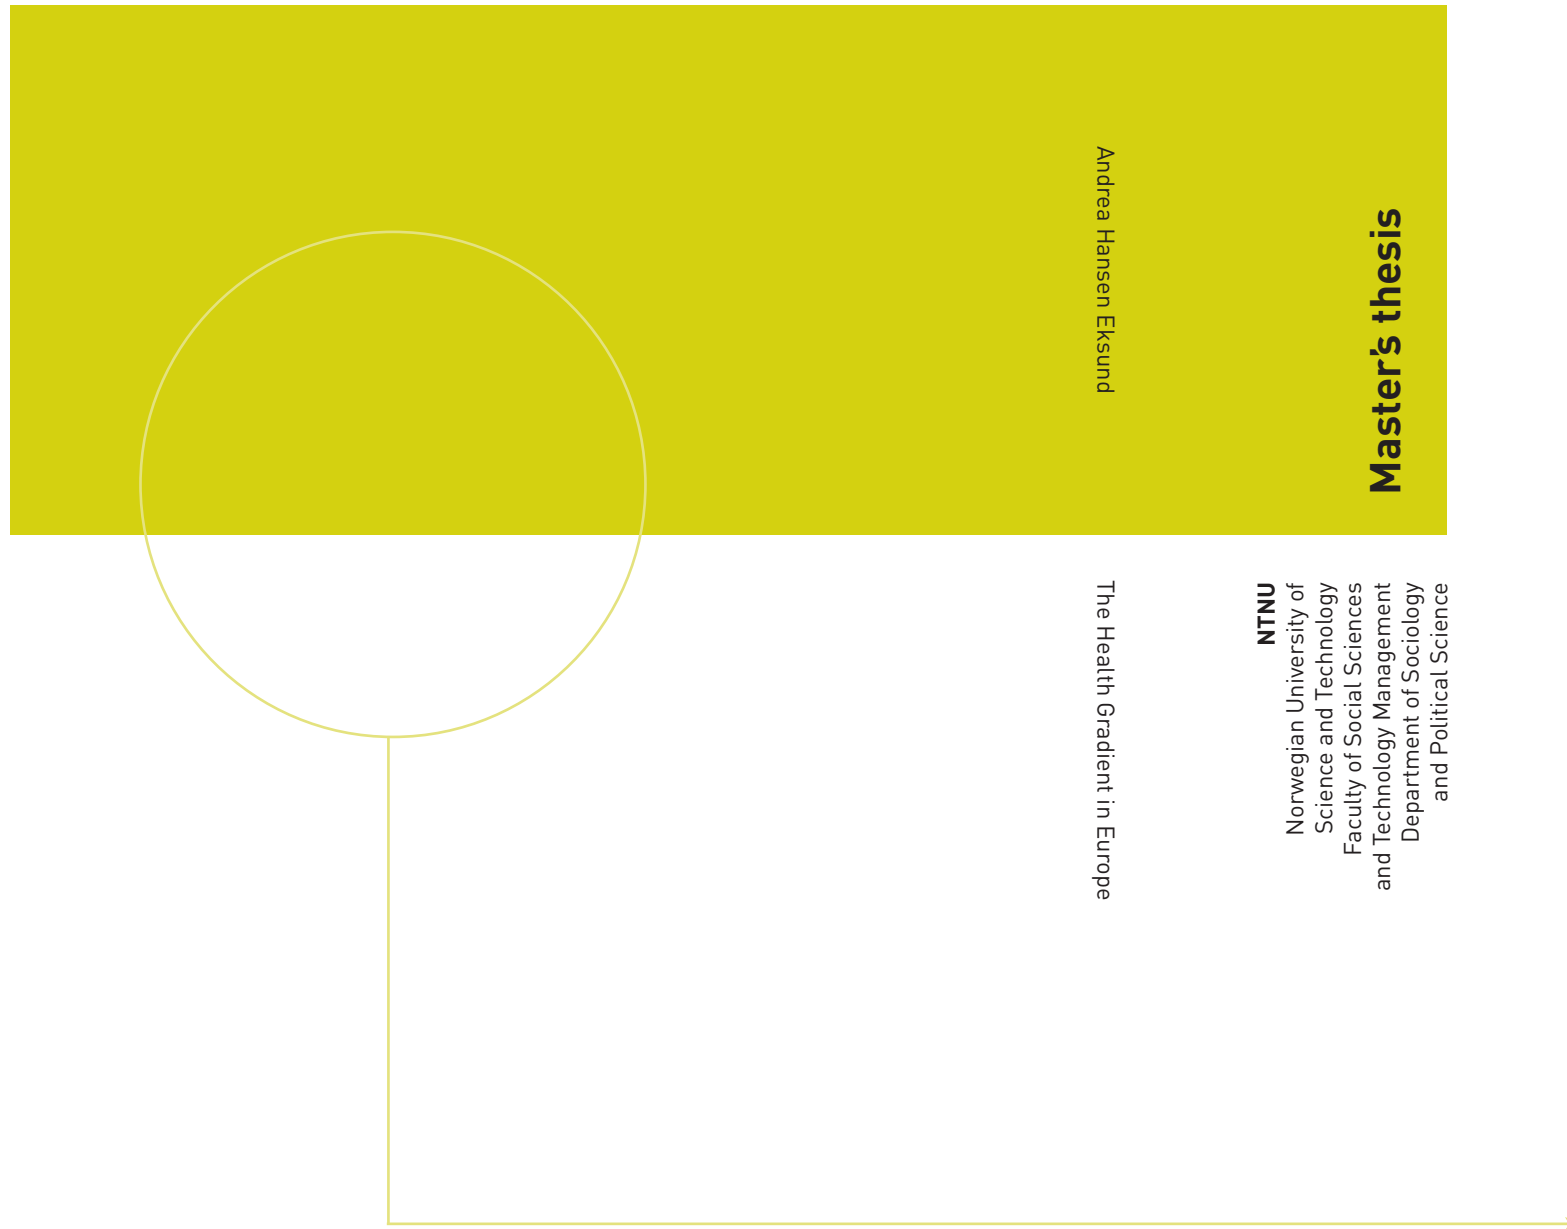 Andrea Hansen Eksund
The Health Gradient in Europe
Master's thesis
NTNU
Norwegian University of
Science and Technology
Faculty of Social Sciences
and Technology Management
Department of Sociology
and Political Science